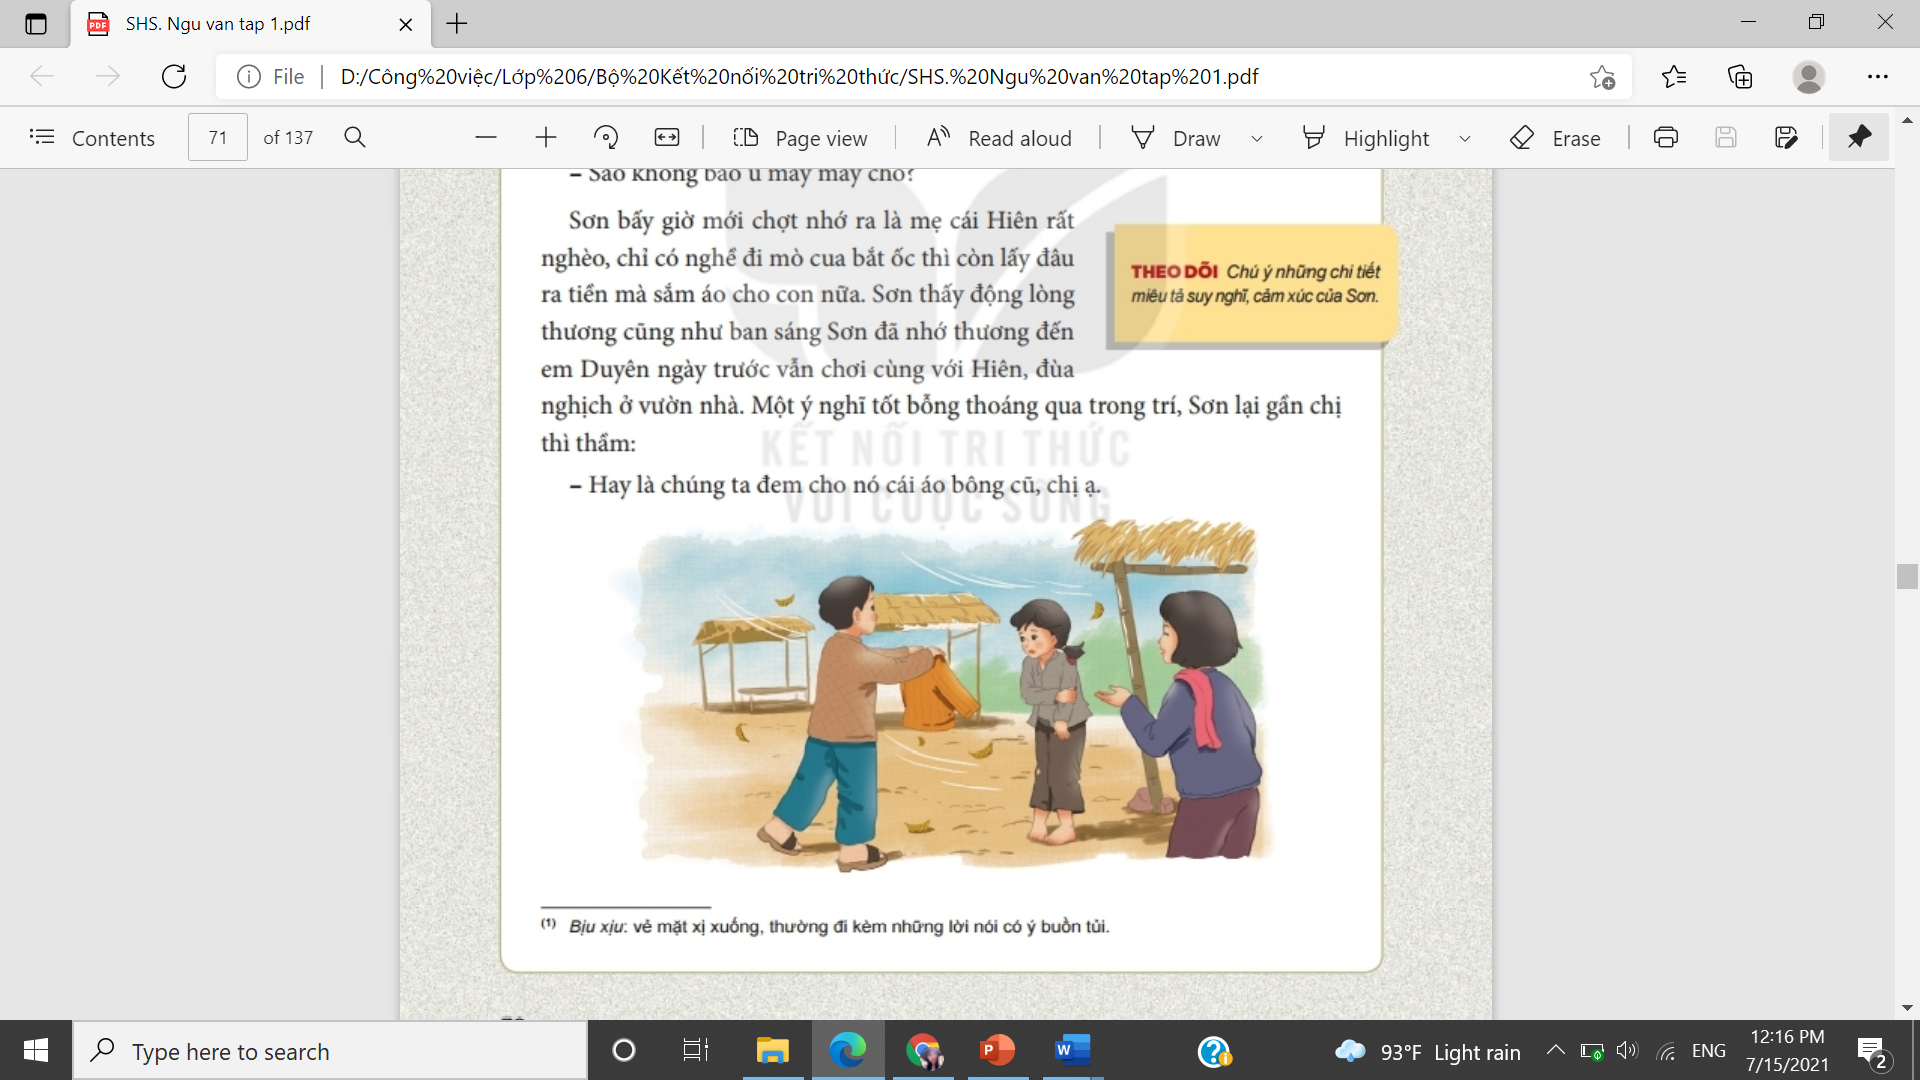 SHS. Ngu van tap 1.pdf
File
D:/Công%20việc/Lớp%206/Bộ%20Kết%20nối%20tri%20thức/SHS.%20Ngu%20van%20tap%201.pdf
Contents
71 of 137
Page view
Read aloud
Draw
Highlight
Erase
– Sao không bảo u mày may cho?
Sơn bấy giờ mới chợt nhớ ra là mẹ cái Hiên rất
nghèo, chỉ có nghề đi mò cua bắt ốc thì còn lấy đâu
ra tiền mà sắm áo cho con nữa. Sơn thấy động lòng
thương cũng như ban sáng Sơn đã nhớ thương đến
em Duyên ngày trước vẫn chơi cùng với Hiên, đùa
nghịch ở vườn nhà. Một ý nghĩ tốt bỗng thoáng qua trong trí, Sơn lại gần chị
thì thầm:
– Hay là chúng ta đem cho nó cái áo bông cũ, chị ạ.
THEO DÕI Chú ý những chi tiết
miêu tả suy nghĩ, cảm xúc của Sơn.
KẾT NỐI TRI THỨC
VỚI CUỘC SỐNG
(1) Bịu xịu: vẻ mặt xị xuống, thường đi kèm những lời nói có ý buồn tủi.
Type here to search
93°F Light rain
ENG
12:16 PM
7/15/2021
2